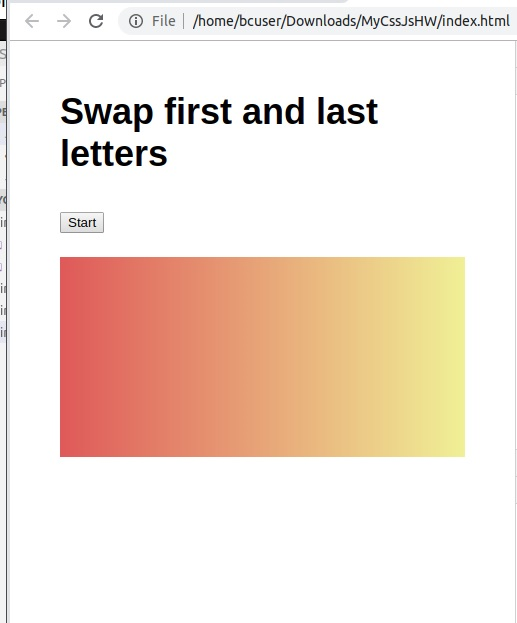 File /home/bcuser/Downloads/MyCssJsHW/index.html
Swap first and last
letters
Start